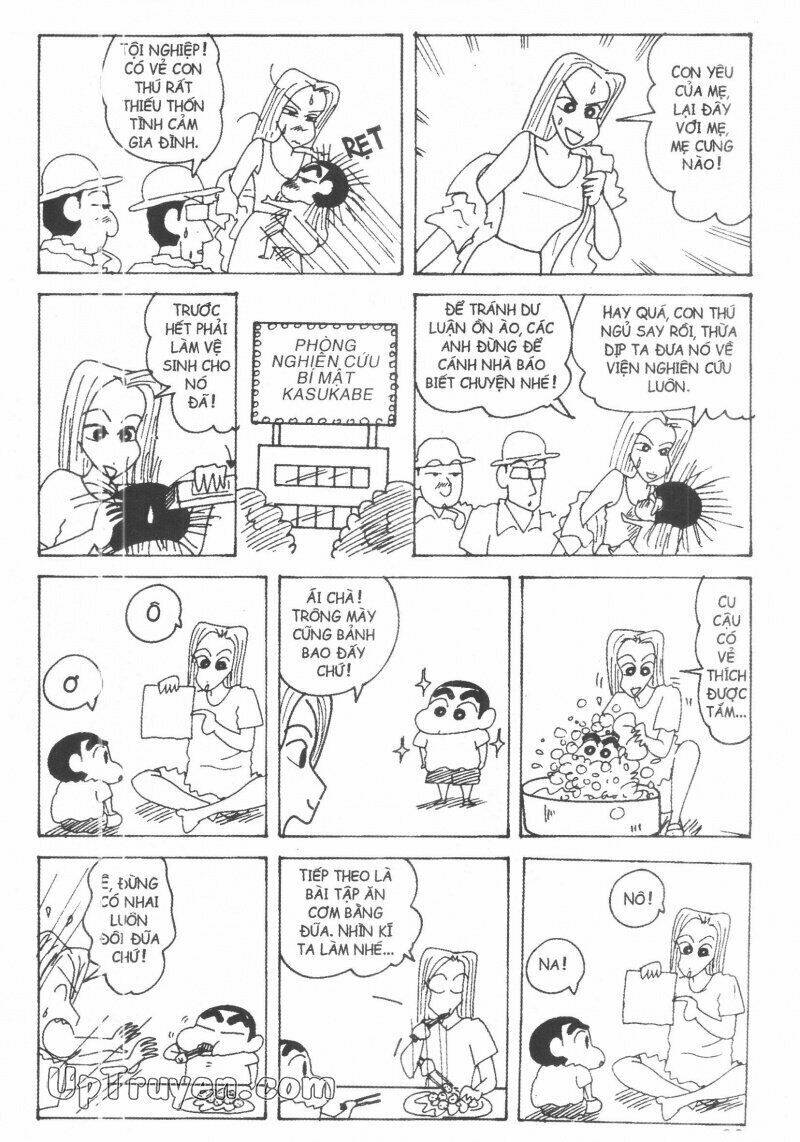 CON YÊU
CỦA MẸ,
LẠI ĐÂY
VỚI MẸ,
MẸ CƯNG
NÀO!
TỘI NGHIỆP!
CÓ VẺ CON
THÚ RẤT
THIẾU THỐN
TÌNH CẢM
GIA ĐÌNH.
RẸT
HAY QUÁ, CON THÚ
NGỦ SAY RỒI, THỪA
DỊP TA ĐƯA NÓ VỀ
VIỆN NGHIÊN CỨU
LUÔN.
ĐỂ TRÁNH DƯ
LUẬN ỒN ÀO, CÁC
ANH ĐỪNG ĐỂ
CÁNH NHÀ BÁO
BIẾT CHUYỆN NHÉ!
PHÒNG
NGHIÊN CỨU
BÍ MẬT
KASUKABE
TRƯỚC
HẾT PHẢI
LÀM VỆ
SINH CHO
NÓ
ĐÃ!
CU
CẬU
CÓ
VẺ
THÍCH
ĐƯỢC
TẮM...
ÁI CHÀ!
TRÔNG MÀY
CŨNG BẢNH
BAO ĐẤY
CHỨ!
Ô
Ơ
NÔ!
NA!
TIẾP THEO LÀ
BÀI TẬP ĂN
CƠM BẰNG
ĐŨA. NHÌN KĨ
TA LÀM NHÉ...
Ê, ĐỪNG
CÓ NHAI
LUÔN
ĐÔI ĐŨA
CHỨ!
UpTruyen.com